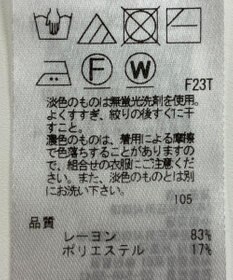 F W
F23T
淡色のものは無蛍光洗剤を使用。
よくすすぎ、絞りの後すぐに干
すこと。
濃色のものは、着用による摩擦
で色落ちすることがありますの
で、組合せの衣服にご注意くださ
い。また、淡色のものとは別
にお洗い下さい。
105
品質
レーヨン 83%
ポリエステル 17%